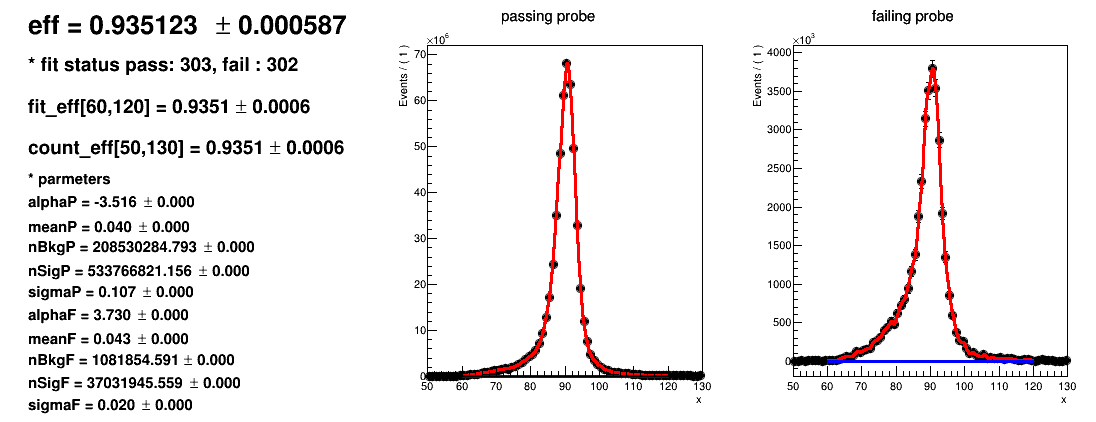 eff = 0.935123 ± 0.000587
* fit status pass: 303, fail : 302
fit_eff[60,120] = 0.9351 ± 0.0006
count_eff[50,130] = 0.9351 ± 0.0006
* parmeters
alphaP = -3.516 ± 0.000
meanP = 0.040 ± 0.000
nBkgP = 208530284.793 ± 0.000
nSigP = 533766821.156 ± 0.000
sigmaP = 0.107 ± 0.000
alphaF = 3.730 ± 0.000
meanF = 0.043 ± 0.000
nBkgF = 1081854.591 ± 0.000
nSigF = 37031945.559 ± 0.000
sigmaF = 0.020 ± 0.000
passing probe
×10⁶
Events / ( 1 )
70
60
50
40
30
20
10
0
50 60 70 80 90 100 110 120 130
x
failing probe
×10³
Events / ( 1 )
4000
3500
3000
2500
2000
1500
1000
500
0
50 60 70 80 90 100 110 120 130
x